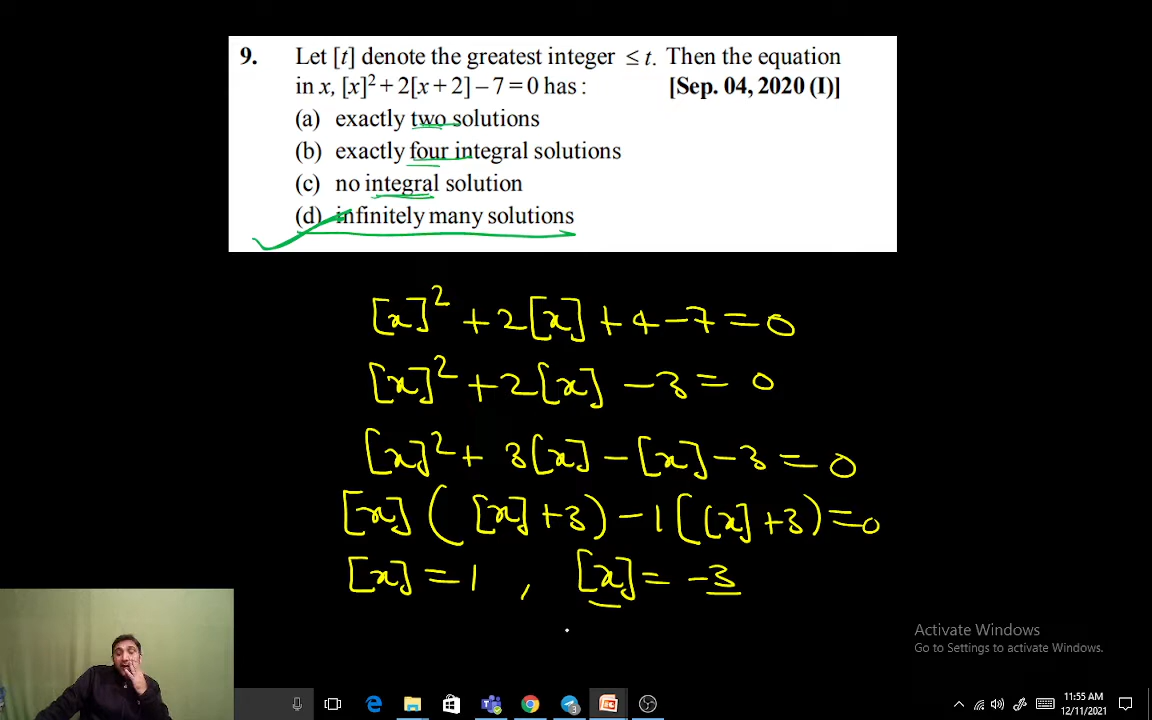 9. Let [t] denote the greatest integer ≤ t. Then the equation
in x, [x]² + 2[x + 2] – 7 = 0 has : [Sep. 04, 2020 (I)]
(a) exactly two solutions
(b) exactly four integral solutions
(c) no integral solution
(d) infinitely many solutions
[x]² + 2[x] + 4 - 7 = 0
[x]² + 2[x] - 3 = 0
[x]² + 3[x] - [x] - 3 = 0
[x] ( [x] + 3) - 1 ( [x] + 3) = 0
[x] = 1 , [x] = -3
Activate Windows
Go to Settings to activate Windows.
11:55 AM
12/11/2021